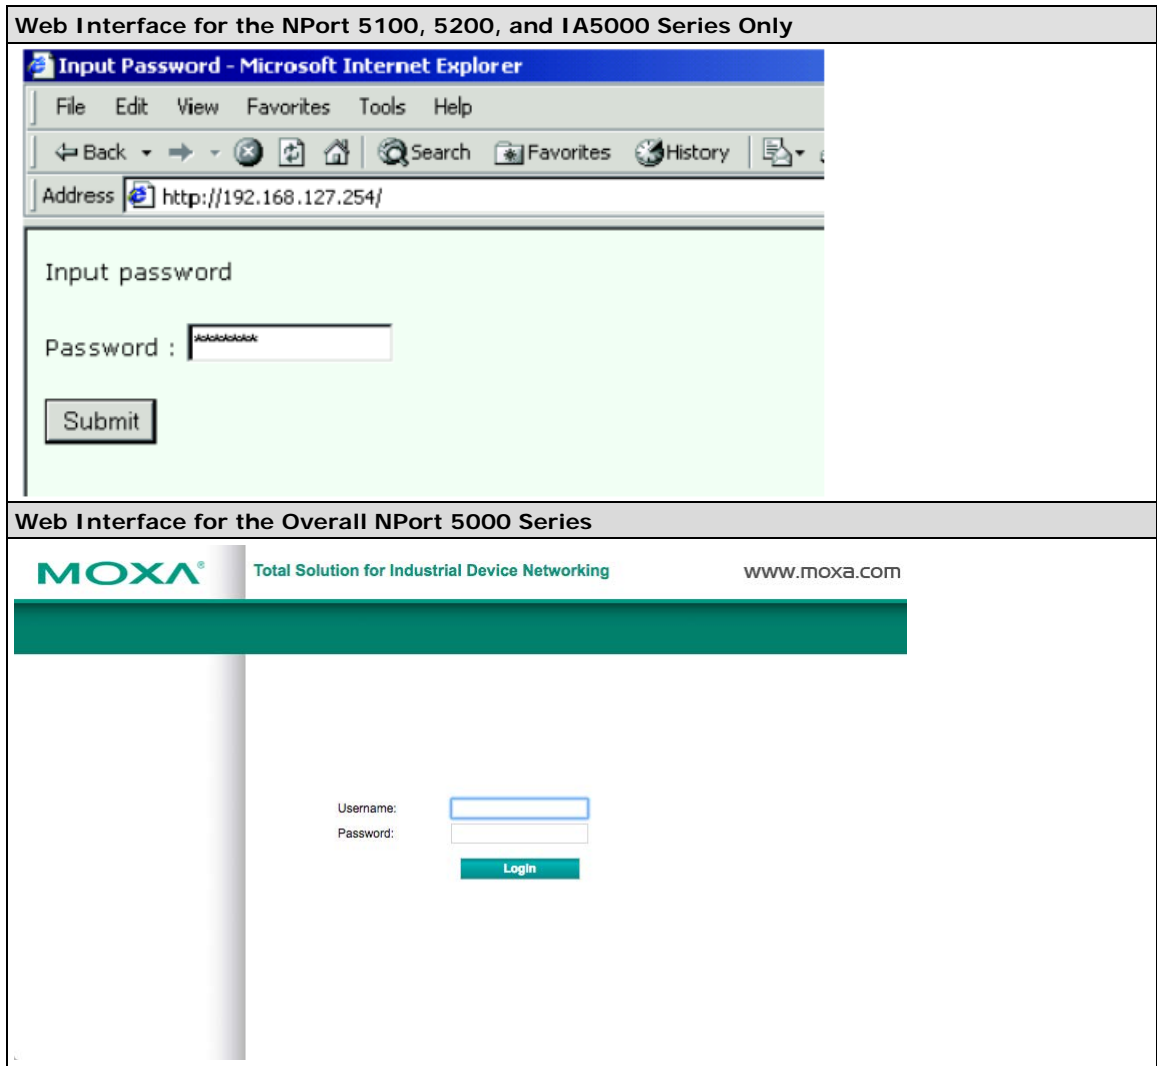 Web Interface for the NPort 5100, 5200, and IA5000 Series Only
Input Password - Microsoft Internet Explorer
File Edit View Favorites Tools Help
Back Search Favorites History
Address http://192.168.127.254/
Input password
Password : ********
Submit
Web Interface for the Overall NPort 5000 Series
MOXA® Total Solution for Industrial Device Networking www.moxa.com
Username:
Password:
Login